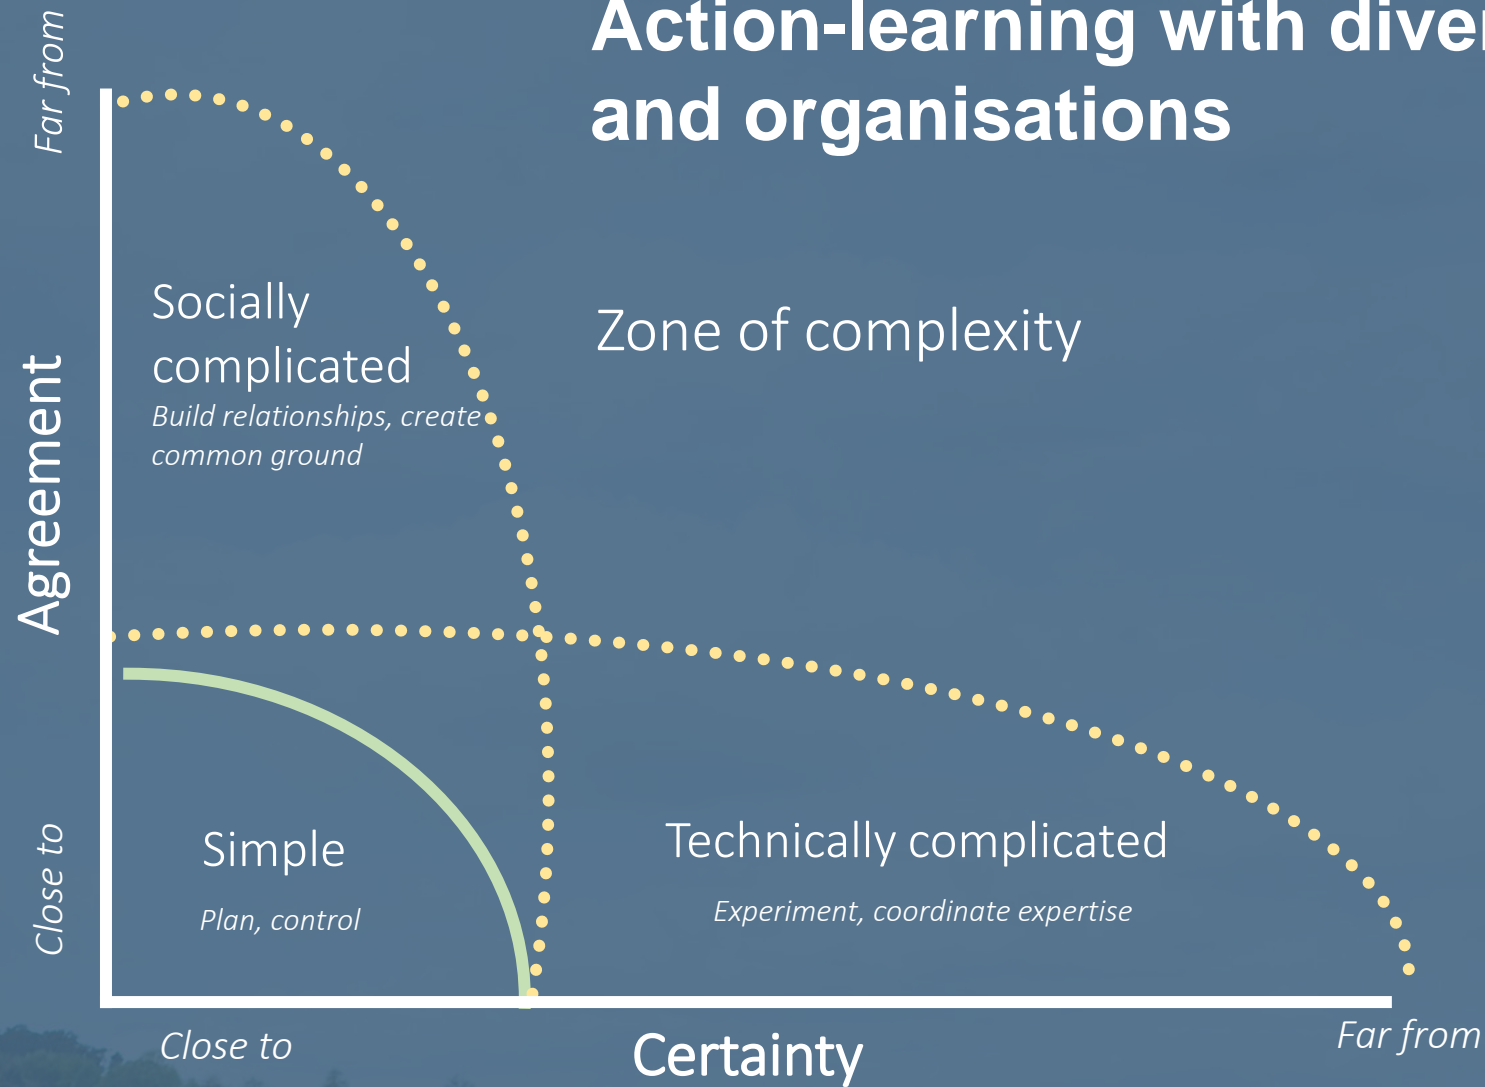 Action-learning with
and organisations
Far from
Agreement
Close to
Socially
complicated
Build relationships, create
common ground
Zone of complexity
Simple
Plan, control
Technically complicated
Experiment, coordinate expertise
Close to
Certainty
Far from